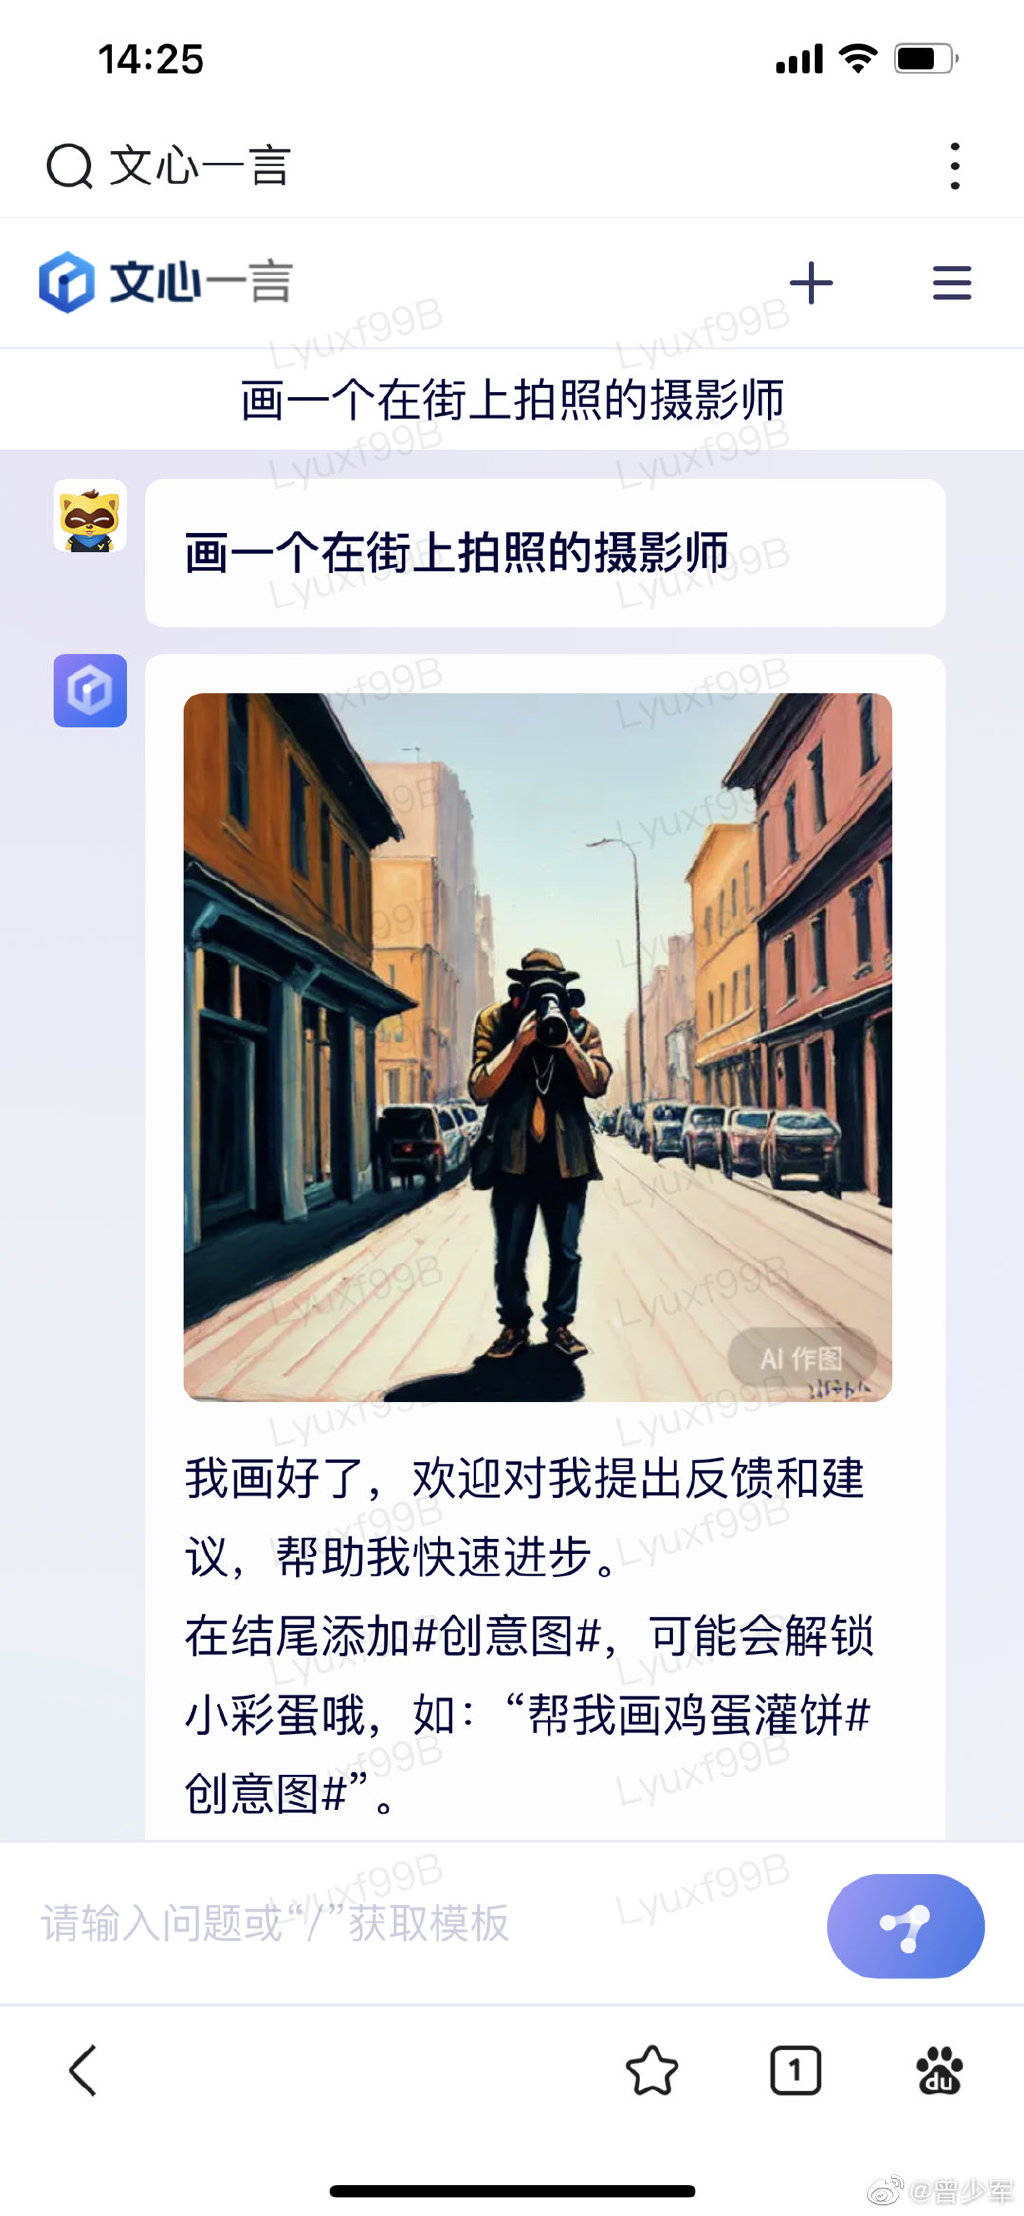 14:25
文心一言
文心一言
画一个在街上拍照的摄影师
画一个在街上拍照的摄影师
AI 作图
我画好了，欢迎对我提出反馈和建
议，帮助我快速进步。
在结尾添加#创意图#，可能会解锁
小彩蛋哦，如：“帮我画鸡蛋灌饼#
创意图#”。
请输入问题或“/”获取模板
1
du
@曾少军
Lyuxf99B